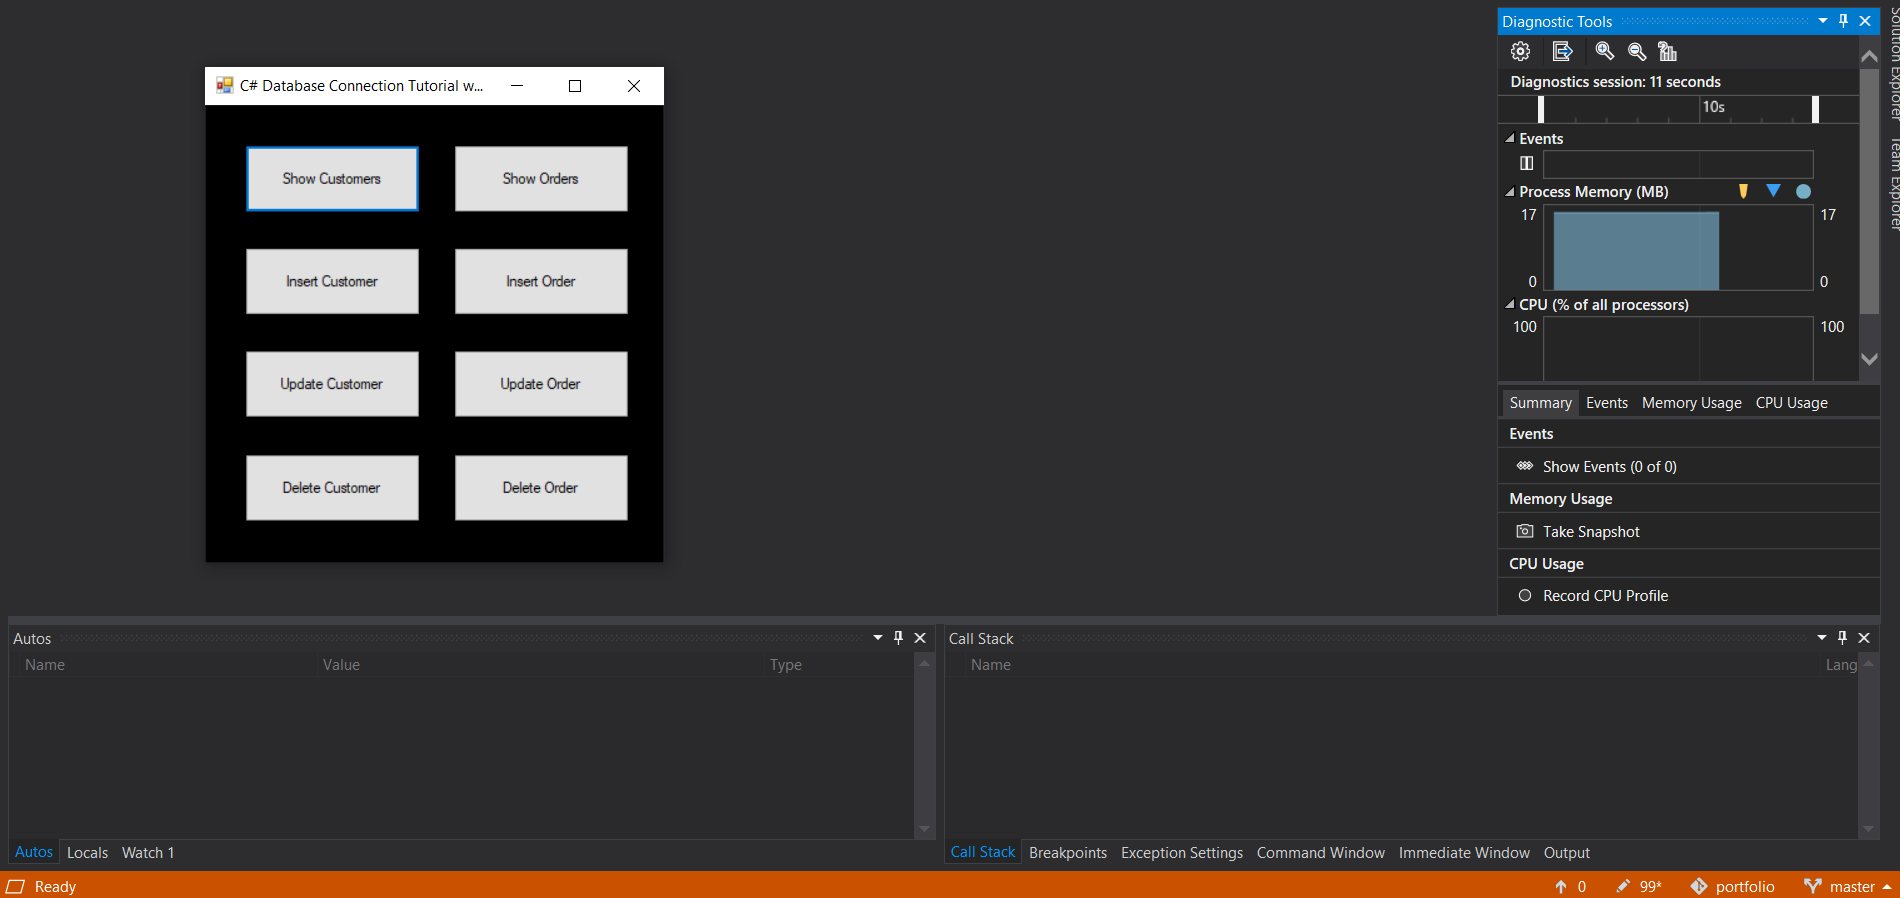 C# Database Connection Tutorial w...
Show Customers
Show Orders
Insert Customer
Insert Order
Update Customer
Update Order
Delete Customer
Delete Order
Diagnostic Tools
Diagnostics session: 11 seconds
10s
Events
Process Memory (MB)
17
17
0
0
CPU (% of all processors)
100
100
Summary Events Memory Usage CPU Usage
Events
Show Events (0 of 0)
Memory Usage
Take Snapshot
CPU Usage
Record CPU Profile
Solution Explorer
Team Explorer
Autos
Name Value Type
Autos Locals Watch 1
Call Stack
Name Lang
Call Stack Breakpoints Exception Settings Command Window Immediate Window Output
Ready
0 99* portfolio master